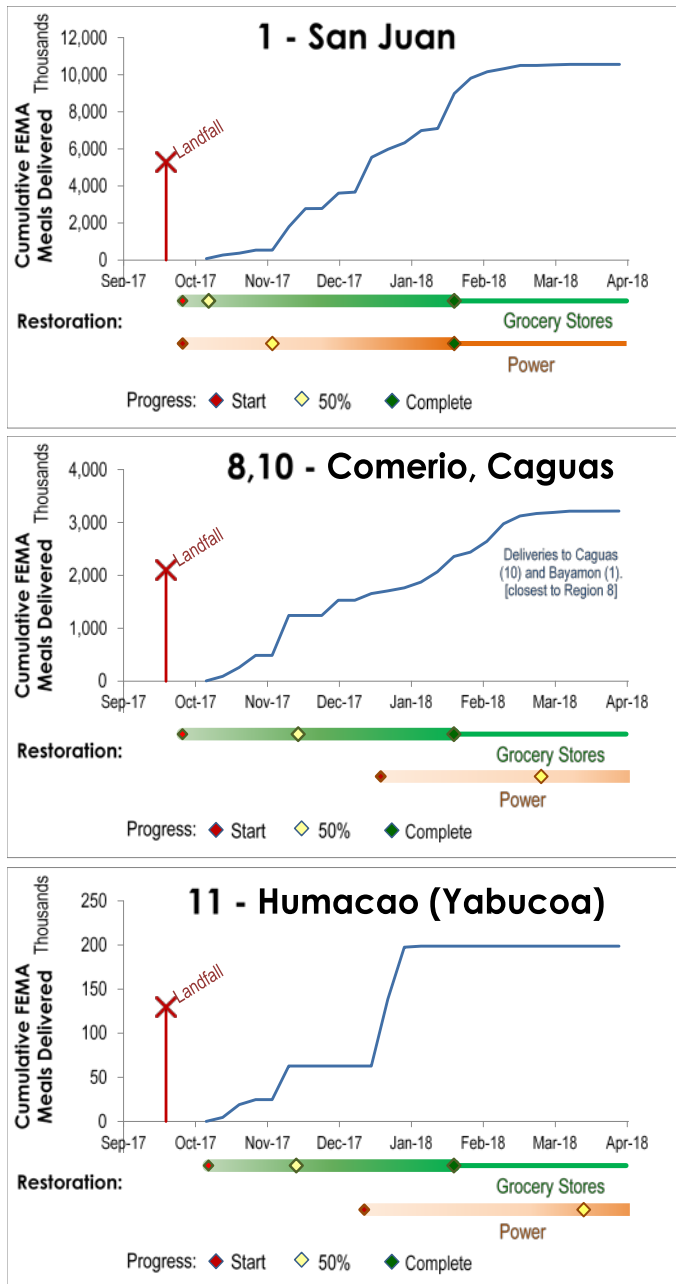 1 - San Juan
Cumulative FEMA
Meals Delivered
Thousands
12,000
10,000
8,000
6,000
4,000
2,000
0
Landfall
Sep-17 Oct-17 Nov-17 Dec-17 Jan-18 Feb-18 Mar-18 Apr-18
Restoration:
Grocery Stores
Power
Progress: Start 50% Complete
8,10 - Comerio, Caguas
Cumulative FEMA
Meals Delivered
Thousands
4,000
3,000
2,000
1,000
0
Landfall
Deliveries to Caguas
(10) and Bayamon (1).
[closest to Region 8]
Sep-17 Oct-17 Nov-17 Dec-17 Jan-18 Feb-18 Mar-18 Apr-18
Restoration:
Grocery Stores
Power
Progress: Start 50% Complete
11 - Humacao (Yabucoa)
Cumulative FEMA
Meals Delivered
Thousands
250
200
150
100
50
0
Landfall
Sep-17 Oct-17 Nov-17 Dec-17 Jan-18 Feb-18 Mar-18 Apr-18
Restoration:
Grocery Stores
Power
Progress: Start 50% Complete